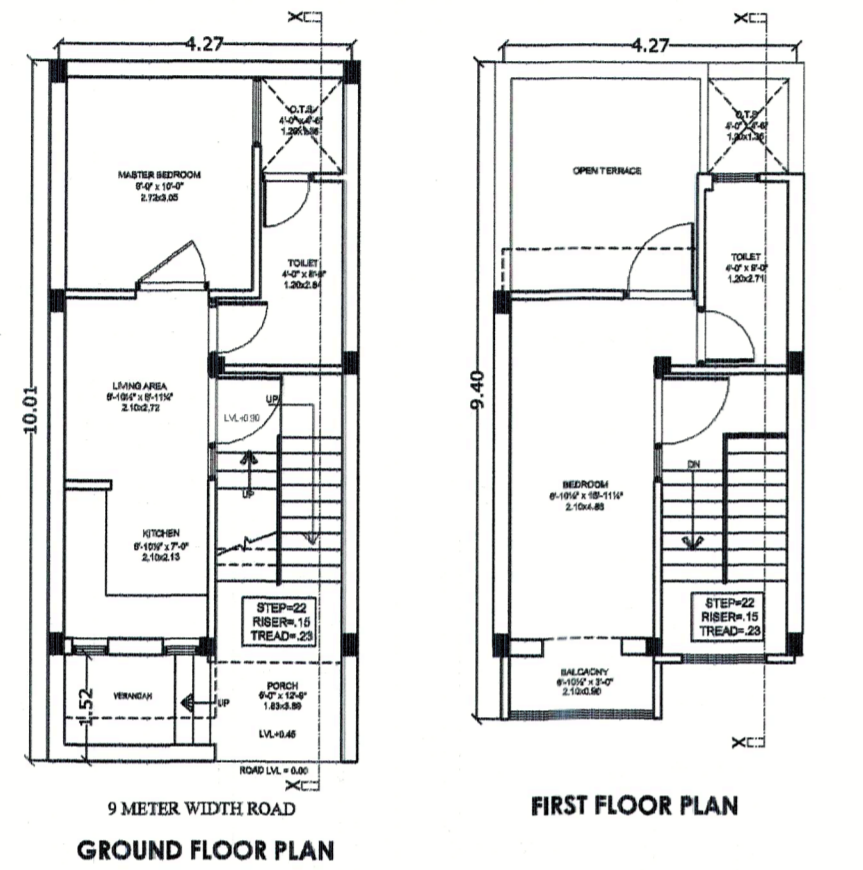 X
4.27
O.T.S
MASTER BEDROOM
9'-0" x 10'-0"
2.72x3.05
TOILET
1.20x2.84
LIVING AREA
6'-10½" x 8'-11¼"
2.10x2.72
UP
LVL+0.90
UP
10.01
KITCHEN
6'-10½" x 7'-0"
2.10x2.13
STEP=22
RISER=.15
TREAD=.23
1.52
VERANDAH
UP
PORCH
6'-0" x 12'-9"
LVL+0.45
ROAD LVL = 0.00
X
9 METER WIDTH ROAD
GROUND FLOOR PLAN
X
4.27
O.T.S
OPEN TERRACE
TOILET
4'-0" x 9'-0"
1.20x2.71
9.40
BEDROOM
6'-10½" x 15'-11¼"
DN
STEP=22
RISER=.15
TREAD=.23
BALCAONY
6'-10½" x 3'-0"
2.10x0.90
X
FIRST FLOOR PLAN